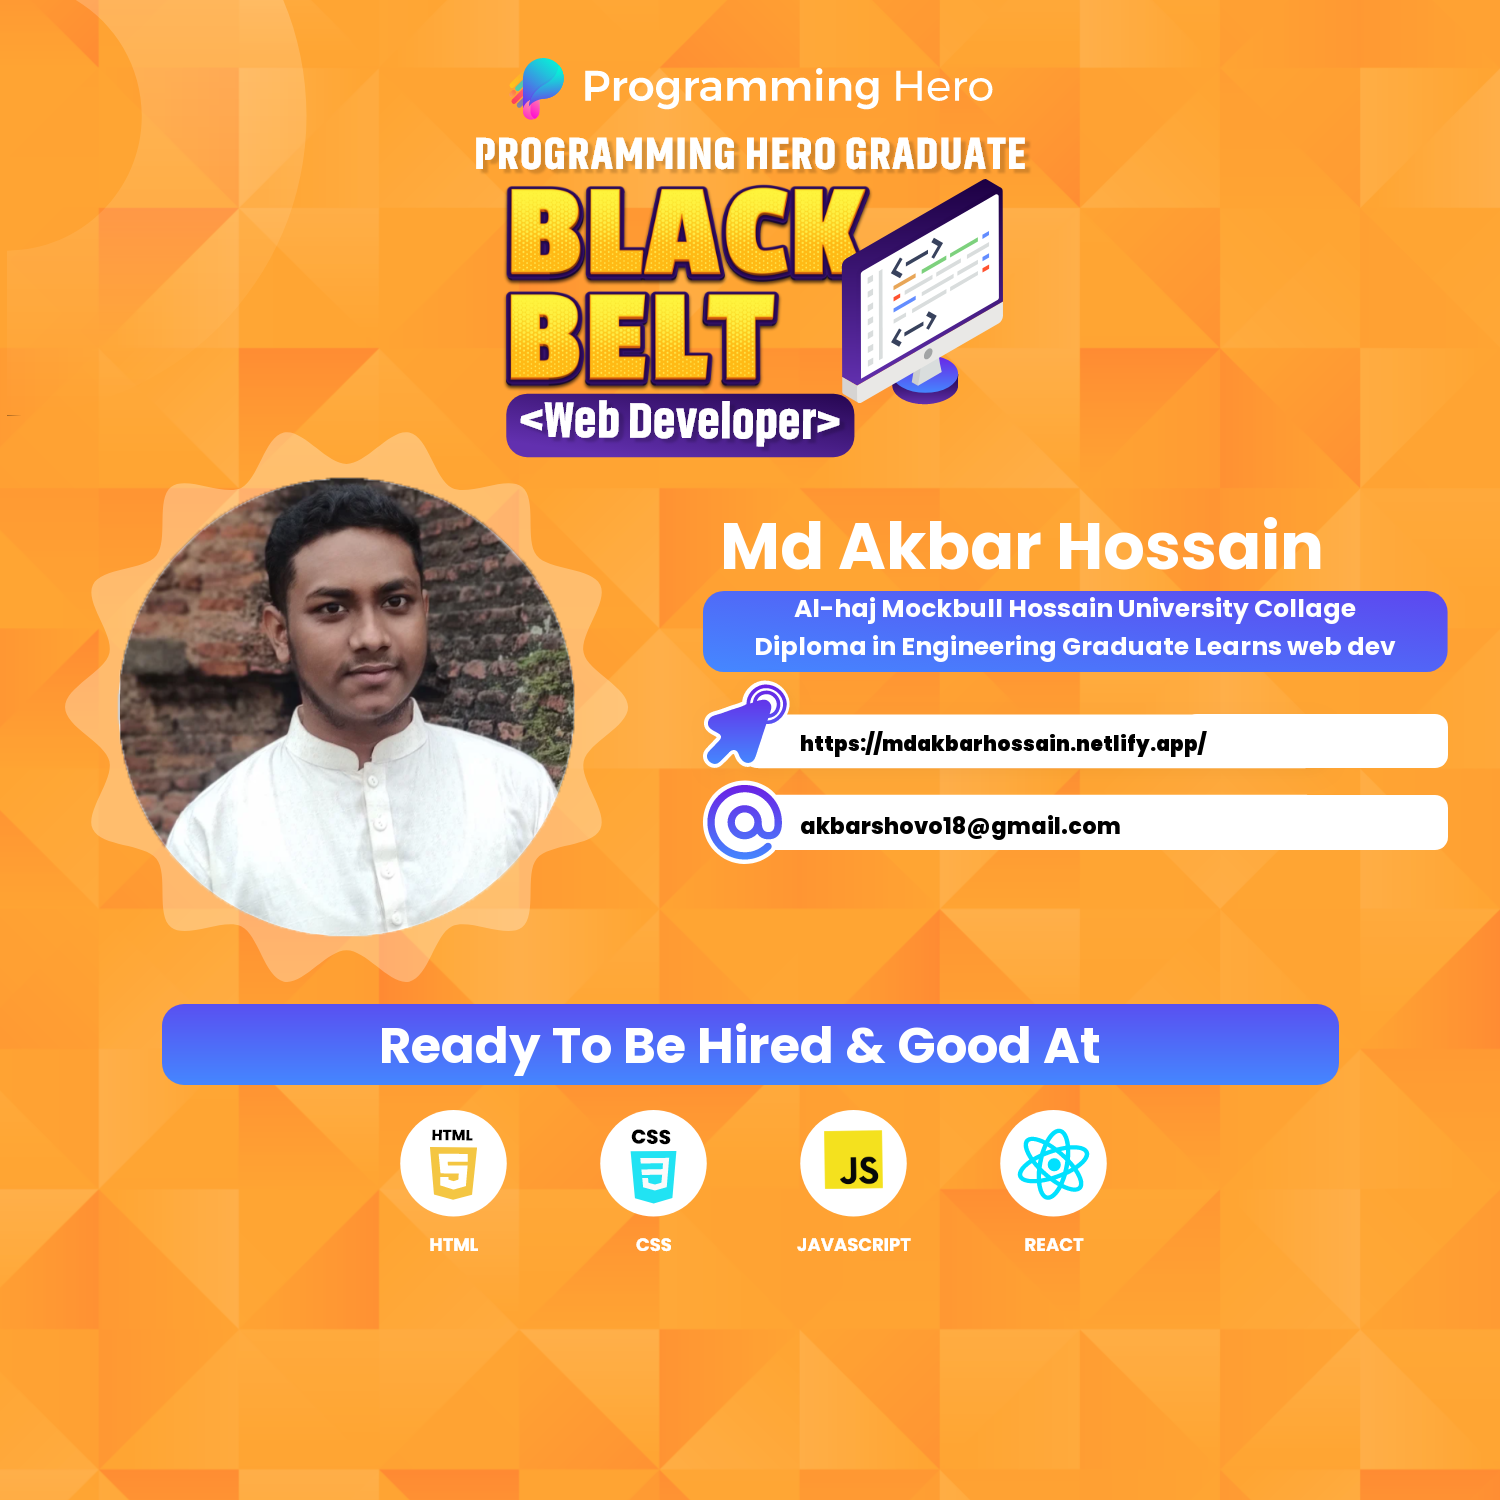 Programming Hero
PROGRAMMING HERO GRADUATE
BLACK
BELT
<Web Developer>
Md Akbar Hossain
Al-haj Mockbull Hossain University Collage
Diploma in Engineering Graduate Learns web dev
https://mdakbarhossain.netlify.app/
akbarshovo18@gmail.com
Ready To Be Hired & Good At
HTML
5
CSS
3
JS
HTML
CSS
JAVASCRIPT
REACT